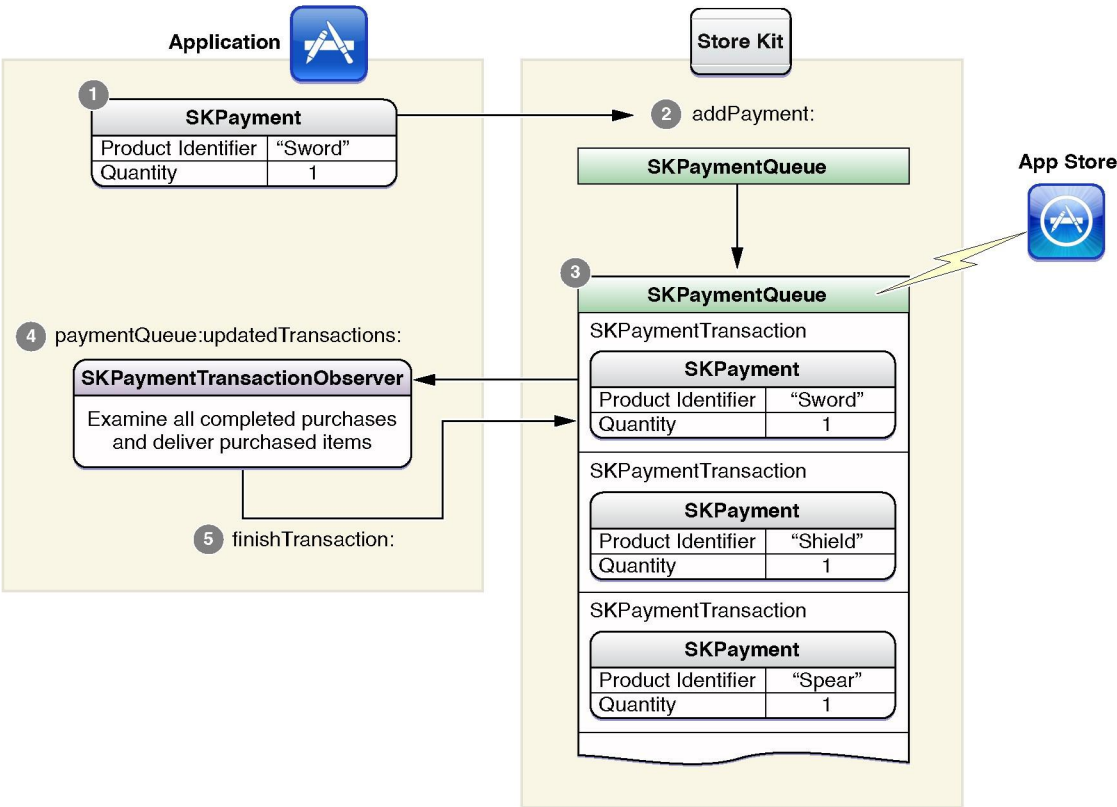 Application
Store Kit
1
SKPayment
Product Identifier “Sword”
Quantity 1
2 addPayment:
SKPaymentQueue
App Store
3
SKPaymentQueue
SKPaymentTransaction
SKPayment
Product Identifier “Sword”
Quantity 1
SKPaymentTransaction
SKPayment
Product Identifier “Shield”
Quantity 1
SKPaymentTransaction
SKPayment
Product Identifier “Spear”
Quantity 1
4 paymentQueue:updatedTransactions:
SKPaymentTransactionObserver
Examine all completed purchases
and deliver purchased items
5 finishTransaction: